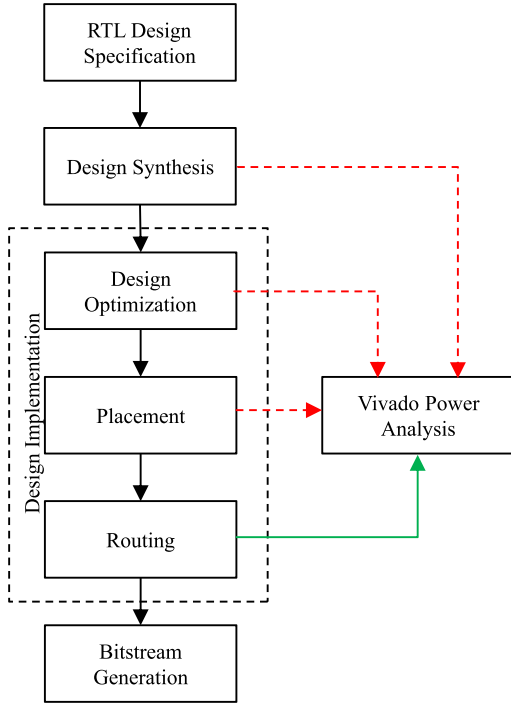 RTL Design
Specification
Design Synthesis
Design Implementation
Design
Optimization
Placement
Vivado Power
Analysis
Routing
Bitstream
Generation